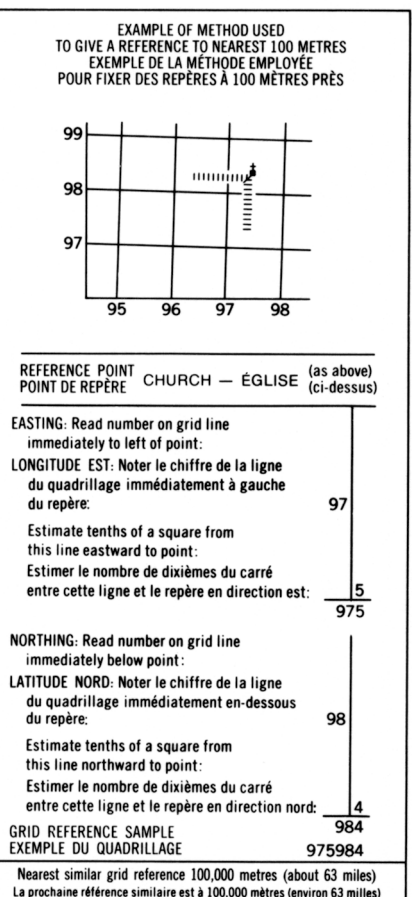 EXAMPLE OF METHOD USED
TO GIVE A REFERENCE TO NEAREST 100 METRES
EXEMPLE DE LA MÉTHODE EMPLOYÉE
POUR FIXER DES REPÈRES À 100 MÈTRES PRÈS
99
98
97
95 96 97 98
REFERENCE POINT
POINT DE REPÈRE
CHURCH — ÉGLISE
(as above)
(ci-dessus)
EASTING: Read number on grid line
immediately to left of point:
LONGITUDE EST: Noter le chiffre de la ligne
du quadrillage immédiatement à gauche
du repère: 97
Estimate tenths of a square from
this line eastward to point:
Estimer le nombre de dixièmes du carré
entre cette ligne et le repère en direction est: 5
975
NORTHING: Read number on grid line
immediately below point:
LATITUDE NORD: Noter le chiffre de la ligne
du quadrillage immédiatement en-dessous
du repère: 98
Estimate tenths of a square from
this line northward to point:
Estimer le nombre de dixièmes du carré
entre cette ligne et le repère en direction nord: 4
GRID REFERENCE SAMPLE 984
EXEMPLE DU QUADRILLAGE 975984
Nearest similar grid reference 100,000 metres (about 63 miles)
La prochaine référence similaire est à 100,000 mètres (environ 63 milles)